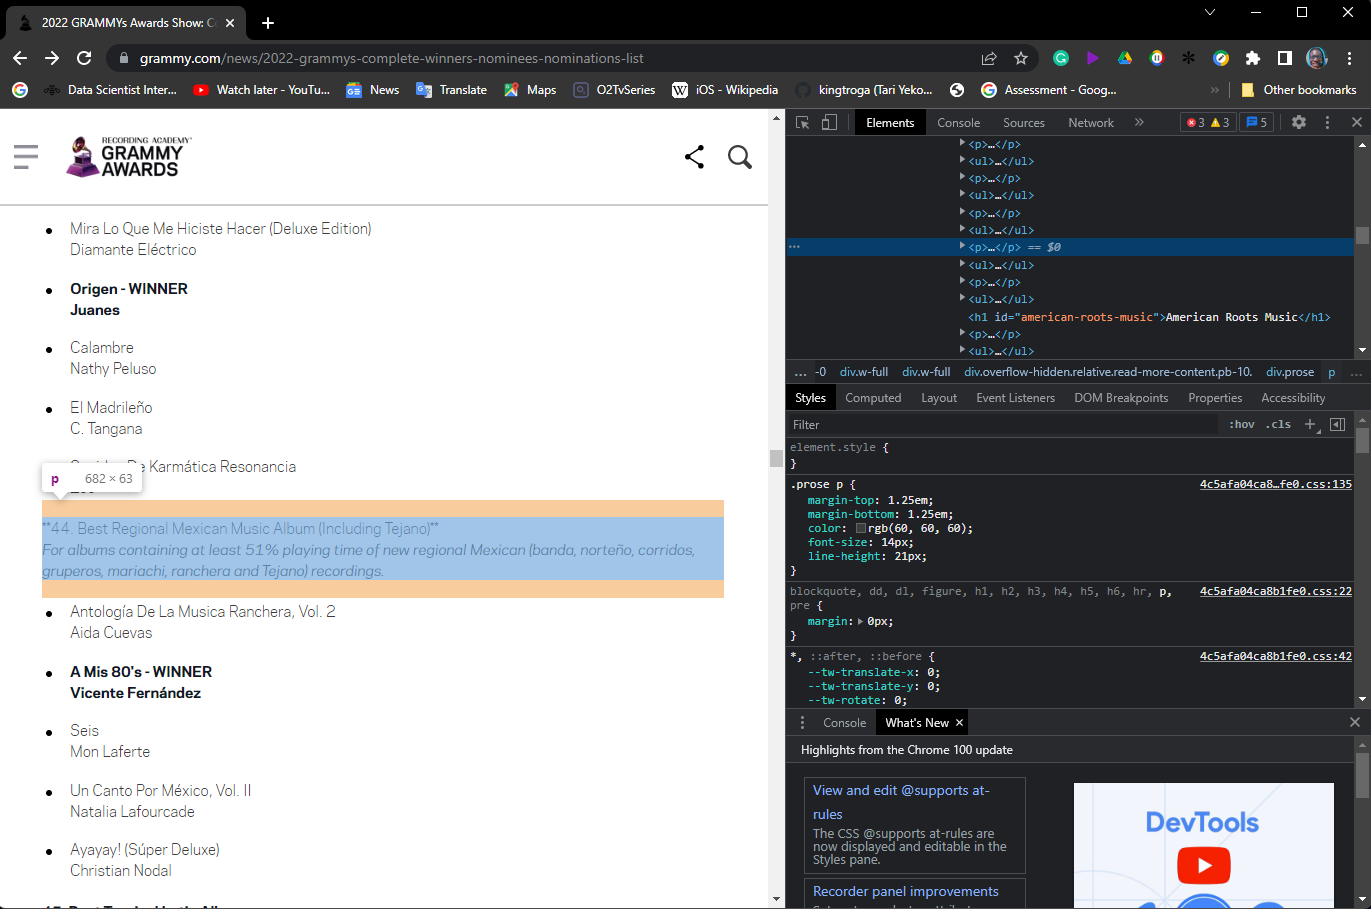 2022 GRAMMYs Awards Show: C
grammy.com/news/2022-grammys-complete-winners-nominees-nominations-list
Data Scientist Inter...
Watch later - YouTu...
News
Translate
Maps
O2TvSeries
iOS - Wikipedia
kingtroga (Tari Yeko...
Assessment - Goog...
»
Other bookmarks
RECORDING ACADEMY
GRAMMY
AWARDS
Mira Lo Que Me Hiciste Hacer (Deluxe Edition)
Diamante Eléctrico
Origen - WINNER
Juanes
Calambre
Nathy Peluso
El Madrileño
C. Tangana
De Karmática Resonancia
p 682 × 63
**44. Best Regional Mexican Music Album (Including Tejano)**
For albums containing at least 51% playing time of new regional Mexican (banda, norteño, corridos,
gruperos, mariachi, ranchera and Tejano) recordings.
Antología De La Musica Ranchera, Vol. 2
Aida Cuevas
A Mis 80's - WINNER
Vicente Fernández
Seis
Mon Laferte
Un Canto Por México, Vol. II
Natalia Lafourcade
Ayayay! (Súper Deluxe)
Christian Nodal
Elements Console Sources Network » 3 3 5
<p>…</p>
<ul>…</ul>
<p>…</p>
<ul>…</ul>
<p>…</p>
<ul>…</ul>
<p>…</p> == $0
<ul>…</ul>
<p>…</p>
<ul>…</ul>
<h1 id="american-roots-music">American Roots Music</h1>
<p>…</p>
<ul>…</ul>
... -0 div.w-full div.w-full div.overflow-hidden.relative.read-more-content.pb-10. div.prose p ...
Styles Computed Layout Event Listeners DOM Breakpoints Properties Accessibility
Filter :hov .cls +
element.style {
}
.prose p { 4c5afa04ca8…fe0.css:135
margin-top: 1.25em;
margin-bottom: 1.25em;
color: rgb(60, 60, 60);
font-size: 14px;
line-height: 21px;
}
blockquote, dd, dl, figure, h1, h2, h3, h4, h5, h6, hr, p, 4c5afa04ca8b1fe0.css:22
pre {
margin: 0px;
}
*, ::after, ::before { 4c5afa04ca8b1fe0.css:42
--tw-translate-x: 0;
--tw-translate-y: 0;
--tw-rotate: 0;
Console What's New ×
Highlights from the Chrome 100 update
View and edit @supports at-
rules
The CSS @supports at-rules are
now displayed and editable in the
Styles pane.
Recorder panel improvements
DevTools